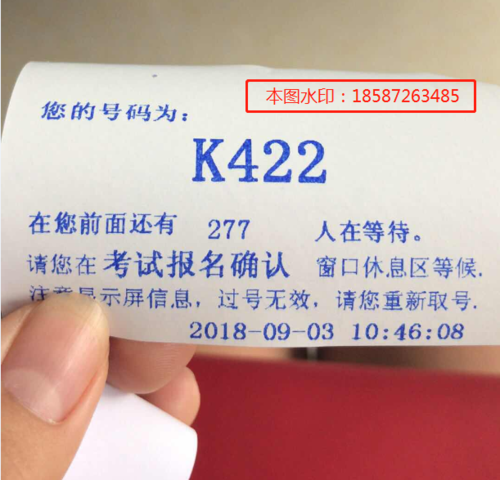 本图水印：18587263485
您的号码为：
K422
在您前面还有 277 人在等待。
请您在 考试报名确认 窗口休息区等候.
注意显示屏信息，过号无效，请您重新取号.
2018-09-03 10:46:08